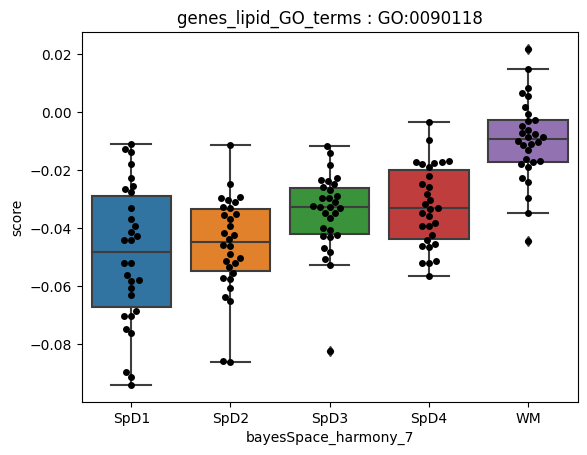 genes_lipid_GO_terms : GO:0090118
0.02
0.00
−0.02
−0.04
−0.06
−0.08
score
SpD1 SpD2 SpD3 SpD4 WM
bayesSpace_harmony_7